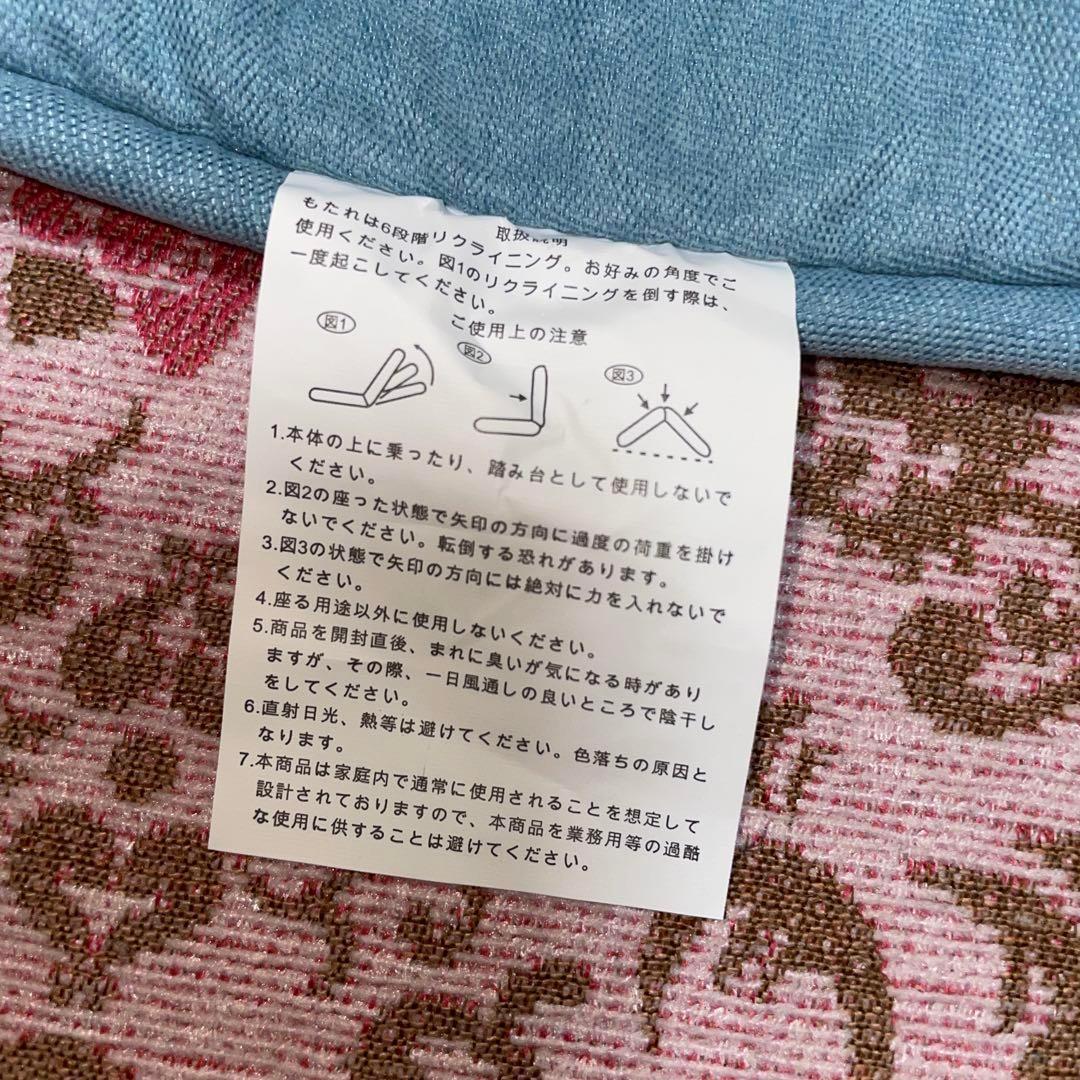 取扱説明
もたれは6段階リクライニング。お好みの角度でご
使用ください。図1のリクライニングを倒す際は、
一度起こしてください。
ご使用上の注意
図1
図2
図3
1.本体の上に乗ったり、踏み台として使用しないで
ください。
2.図2の座った状態で矢印の方向に過度の荷重を掛け
ないでください。転倒する恐れがあります。
3.図3の状態で矢印の方向には絶対に力を入れないで
ください。
4.座る用途以外に使用しないください。
5.商品を開封直後、まれに臭いが気になる時があり
ますが、その際、一日風通しの良いところで陰干し
をしてください。
6.直射日光、熱等は避けてください。色落ちの原因と
なります。
7.本商品は家庭内で通常に使用されることを想定して
設計されておりますので、本商品を業務用等の過酷
な使用に供することは避けてください。